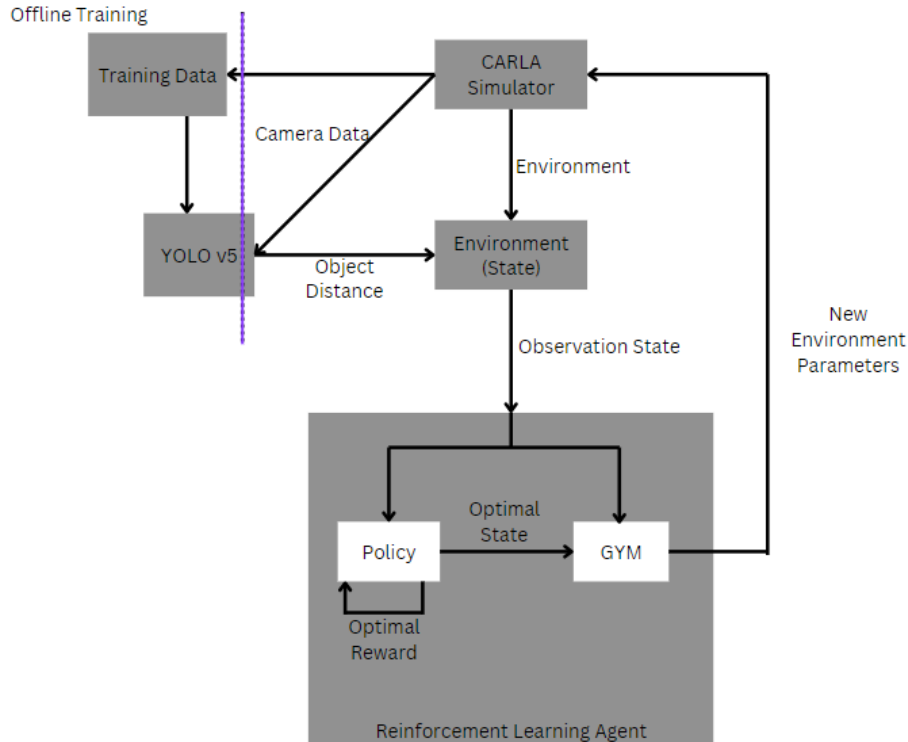 Offline Training
Training Data
CARLA
Simulator
Camera Data
Environment
YOLO v5
Object
Distance
Environment
(State)
Observation State
New
Environment
Parameters
Optimal
State
Policy
GYM
Optimal
Reward
Reinforcement Learning Agent